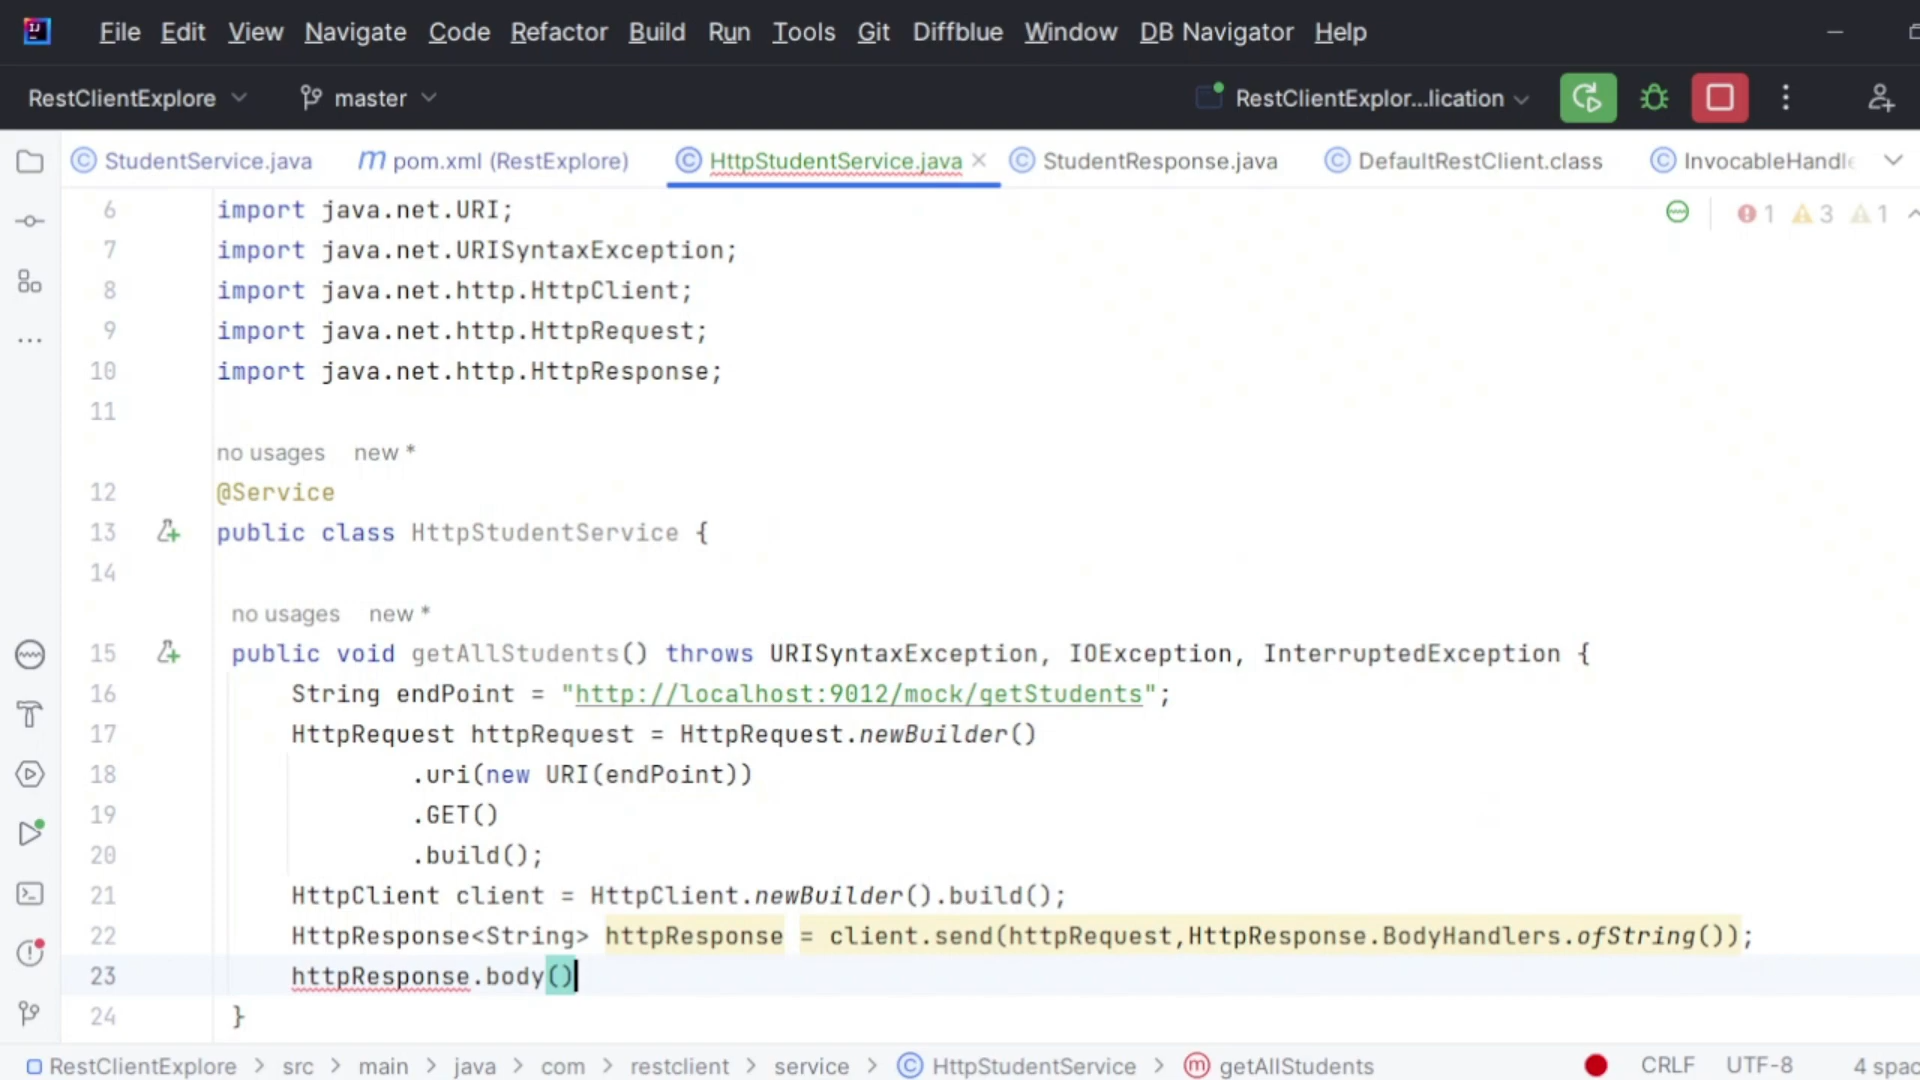 File Edit View Navigate Code Refactor Build Run Tools Git Diffblue Window DB Navigator Help
RestClientExplore master RestClientExplor...lication
StudentService.java pom.xml (RestExplore) HttpStudentService.java StudentResponse.java DefaultRestClient.class
6 import java.net.URI; 1 3 1
7 import java.net.URISyntaxException;
8 import java.net.http.HttpClient;
9 import java.net.http.HttpRequest;
10 import java.net.http.HttpResponse;
11
no usages new *
12 @Service
13 public class HttpStudentService {
14
no usages new *
15 public void getAllStudents() throws URISyntaxException, IOException, InterruptedException {
16 String endPoint = "http://localhost:9012/mock/getStudents";
17 HttpRequest httpRequest = HttpRequest.newBuilder()
18 .uri(new URI(endPoint))
19 .GET()
20 .build();
21 HttpClient client = HttpClient.newBuilder().build();
22 HttpResponse<String> httpResponse = client.send(httpRequest,HttpResponse.BodyHandlers.ofString());
23 httpResponse.body()
24 }
RestClientExplore > src > main > java > com > restclient > service > HttpStudentService > getAllStudents CRLF UTF-8 4 spac